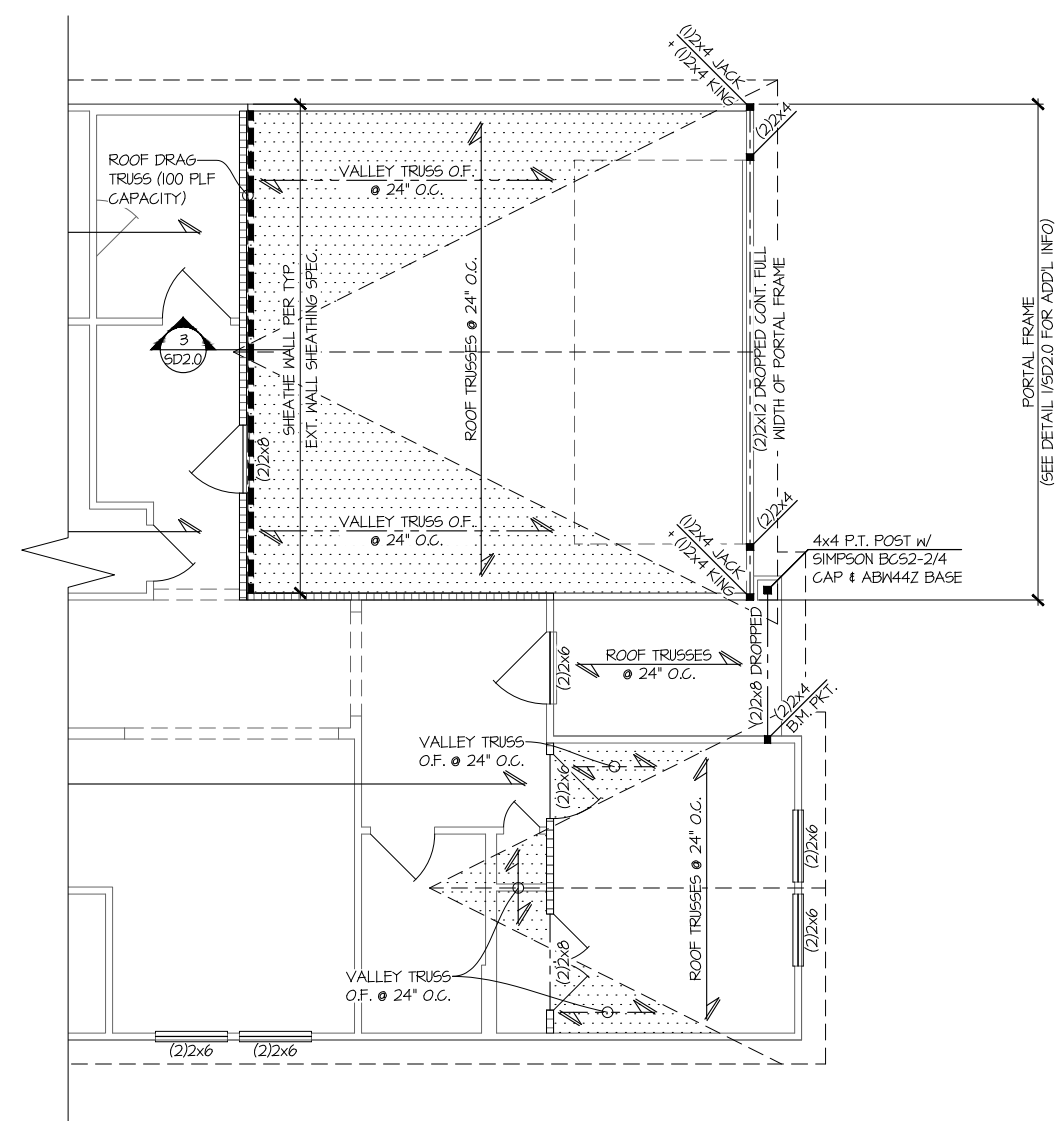 (1)2x4 JACK
+ (1)2x4 KING
(2)2x4
ROOF DRAG
TRUSS (100 PLF
CAPACITY)
VALLEY TRUSS O.F.
@ 24" O.C.
SHEATHE WALL PER TYP.
EXT. WALL SHEATHING SPEC.
ROOF TRUSSES @ 24" O.C.
(2)2x12 DROPPED CONT. FULL
WIDTH OF PORTAL FRAME
PORTAL FRAME
(SEE DETAIL 1/SD2.0 FOR ADD'L INFO)
3
SD2.0
(2)2x8
VALLEY TRUSS O.F.
@ 24" O.C.
(1)2x4 JACK
+ (1)2x4 KING
(2)2x4
4x4 P.T. POST W/
SIMPSON BCS2-2/4
CAP & ABW44Z BASE
(2)2x6
ROOF TRUSSES
@ 24" O.C.
(2)2x8 DROPPED
(2)2x4
B.M. PKT.
VALLEY TRUSS
O.F. @ 24" O.C.
(2)2x6
ROOF TRUSSES @ 24" O.C.
(2)2x6
(2)2x6
(2)2x8
VALLEY TRUSS
O.F. @ 24" O.C.
(2)2x6
(2)2x6